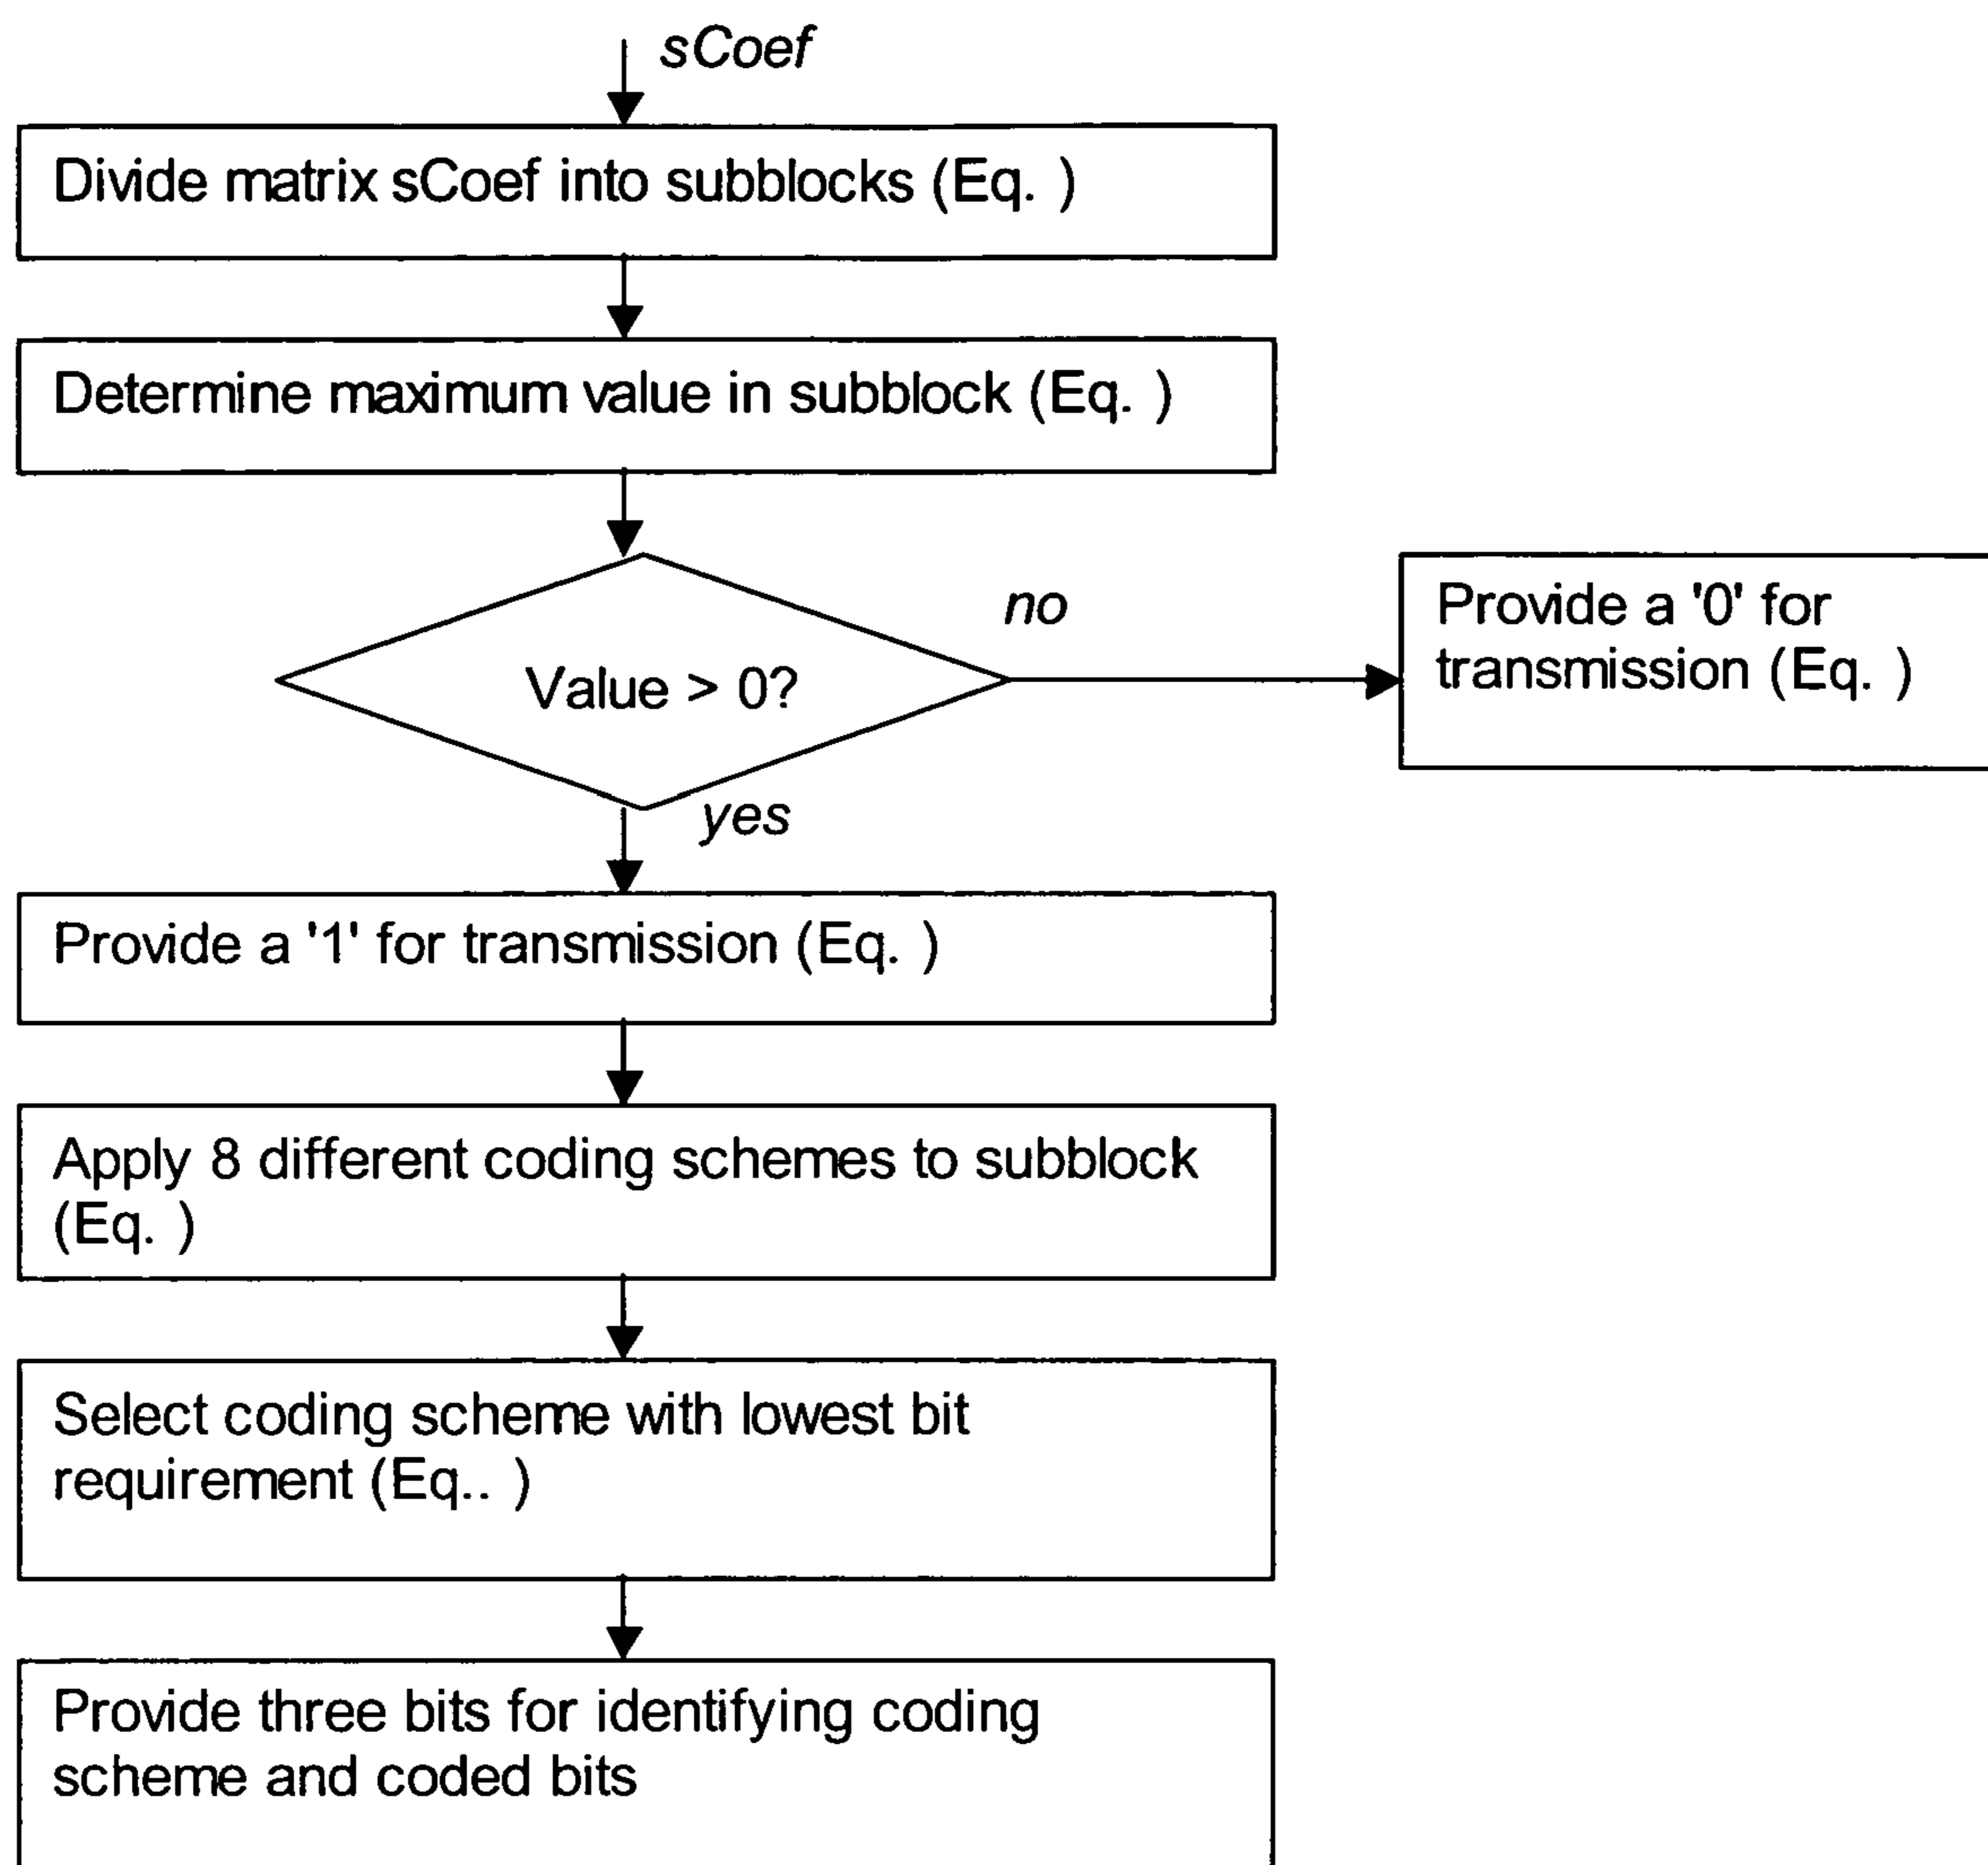 sCoef
Divide matrix sCoef into subblocks (Eq. )
Determine maximum value in subblock (Eq. )
no
Provide a '0' for
transmission (Eq. )
Value > 0?
yes
Provide a '1' for transmission (Eq. )
Apply 8 different coding schemes to subblock
(Eq. )
Select coding scheme with lowest bit
requirement (Eq.. )
Provide three bits for identifying coding
scheme and coded bits